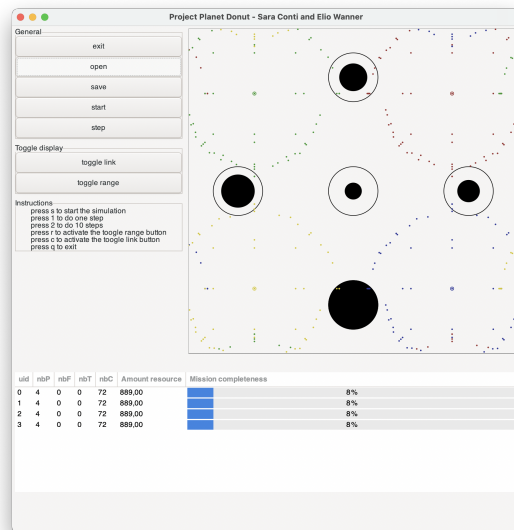 Project Planet Donut - Sara Conti and Elio Wanner
General
exit
open
save
start
step
Toggle display
toggle link
toggle range
Instructions
press s to start the simulation
press 1 to do one step
press 2 to do 10 steps
press r to activate the toogle range button
press c to activate the toogle link button
press q to exit
uid nbP nbF nbT nbC Amount resource Mission completeness
0 4 0 0 72 889,00 8%
1 4 0 0 72 889,00 8%
2 4 0 0 72 889,00 8%
3 4 0 0 72 889,00 8%